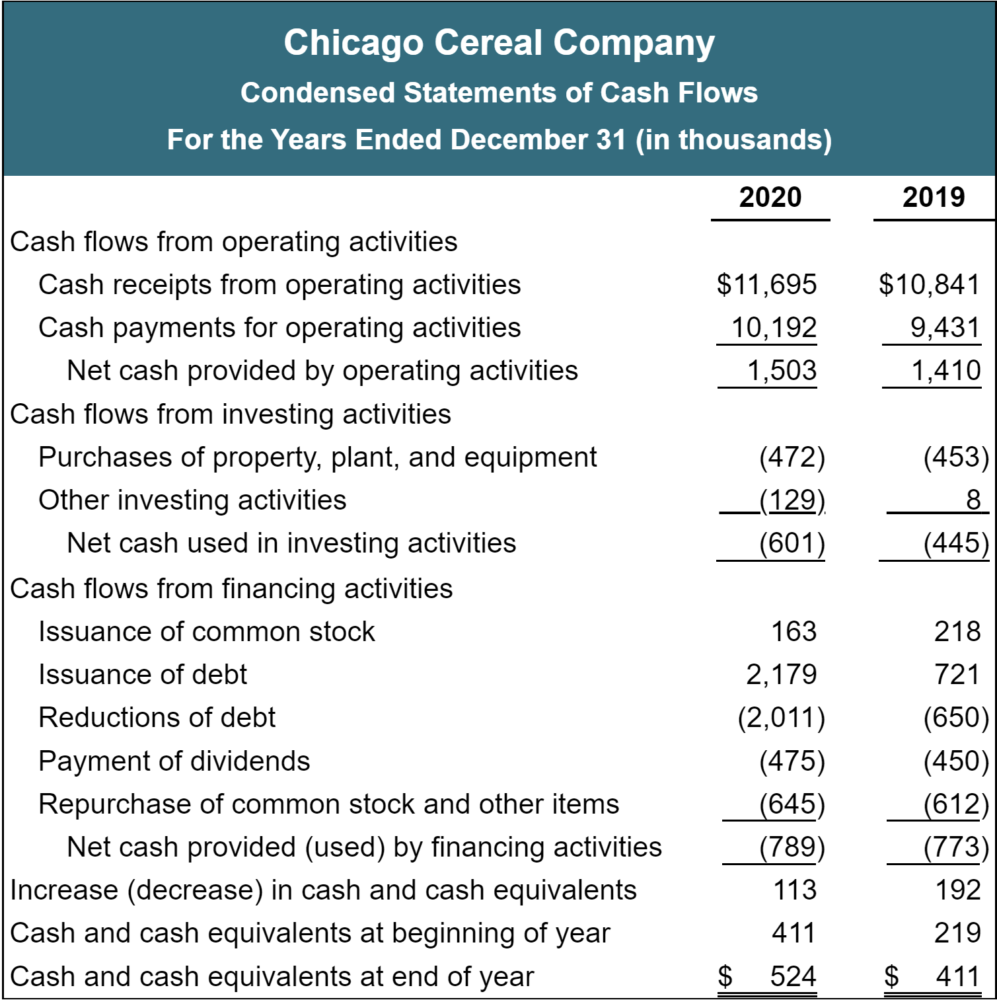 Chicago Cereal Company
Condensed Statements of Cash Flows
For the Years Ended December 31 (in thousands)
2020 2019
Cash flows from operating activities
Cash receipts from operating activities $11,695 $10,841
Cash payments for operating activities 10,192 9,431
Net cash provided by operating activities 1,503 1,410
Cash flows from investing activities
Purchases of property, plant, and equipment (472) (453)
Other investing activities (129) 8
Net cash used in investing activities (601) (445)
Cash flows from financing activities
Issuance of common stock 163 218
Issuance of debt 2,179 721
Reductions of debt (2,011) (650)
Payment of dividends (475) (450)
Repurchase of common stock and other items (645) (612)
Net cash provided (used) by financing activities (789) (773)
Increase (decrease) in cash and cash equivalents 113 192
Cash and cash equivalents at beginning of year 411 219
Cash and cash equivalents at end of year $ 524 $ 411